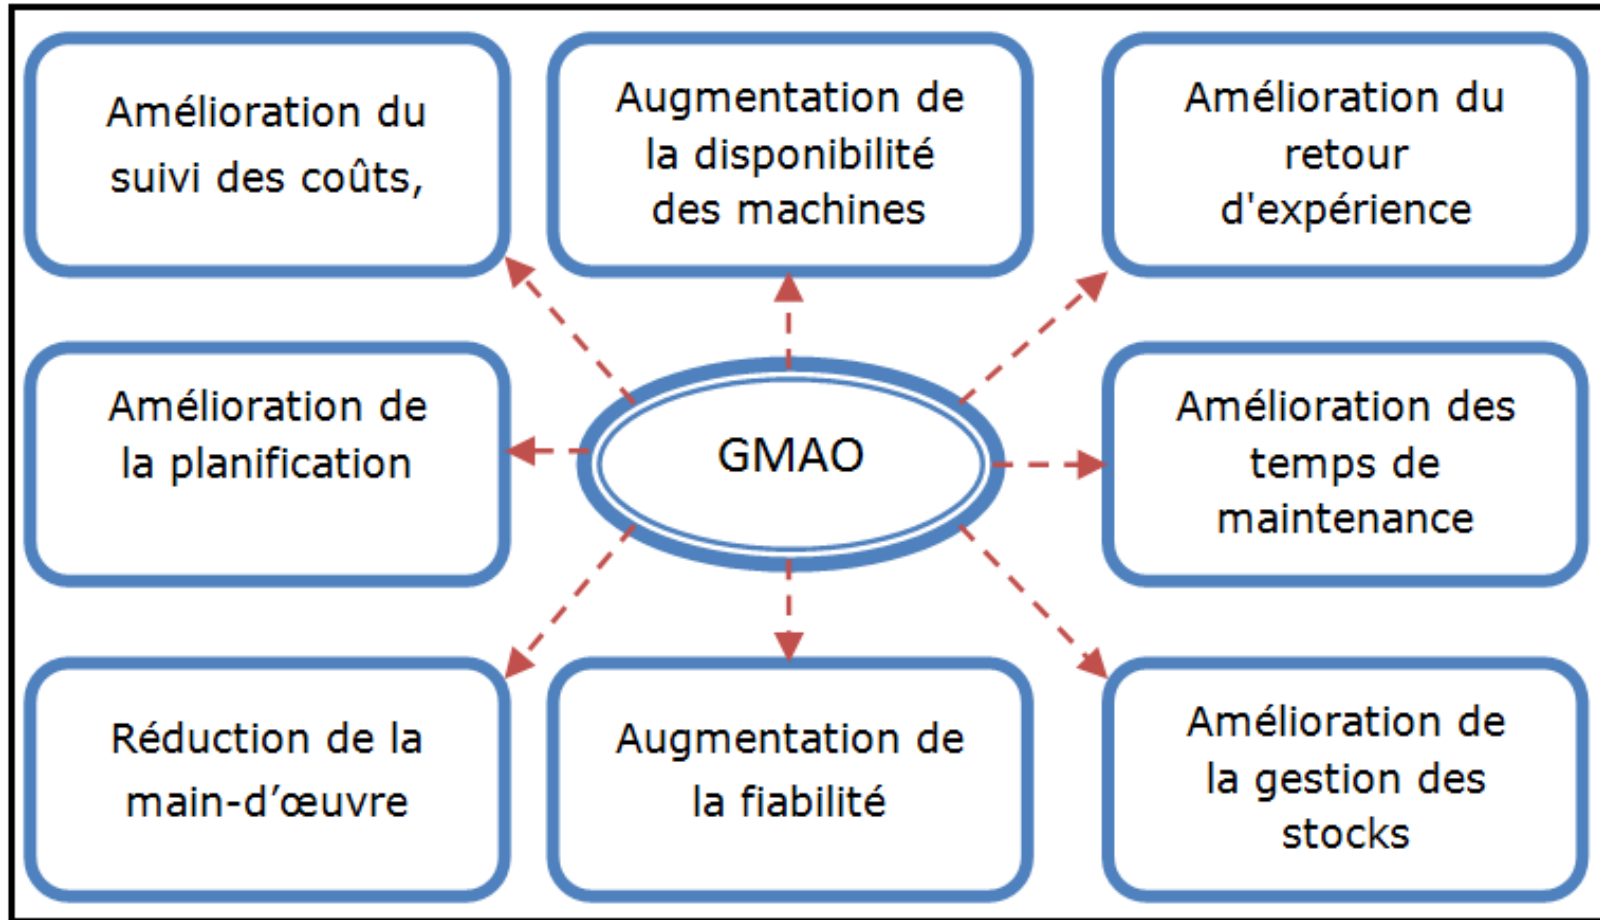 Amélioration du
suivi des coûts,
Augmentation de
la disponibilité
des machines
Amélioration du
retour
d'expérience
Amélioration de
la planification
GMAO
Amélioration des
temps de
maintenance
Réduction de la
main-d’œuvre
Augmentation de
la fiabilité
Amélioration de
la gestion des
stocks